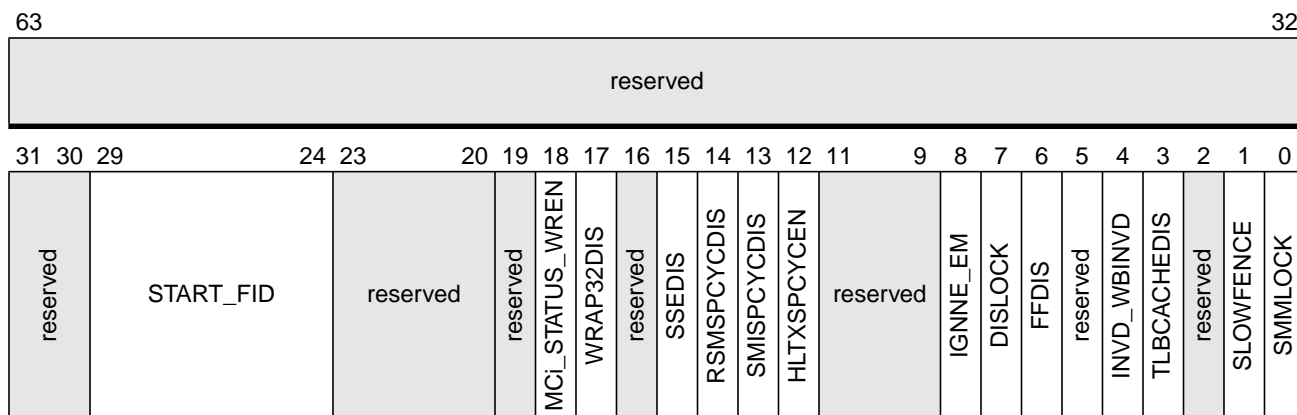 63 32
reserved
31 30 29 24 23 20 19 18 17 16 15 14 13 12 11 9 8 7 6 5 4 3 2 1 0
reserved
START_FID
reserved
reserved
MCi_STATUS_WREN
WRAP32DIS
reserved
SSEDIS
RSMSPCYCDIS
SMISPCYCDIS
HLTXSPCYCEN
reserved
IGNNE_EM
DISLOCK
FFDIS
reserved
INVD_WBINVD
TLBCACHEDIS
reserved
SLOWFENCE
SMMLOCK